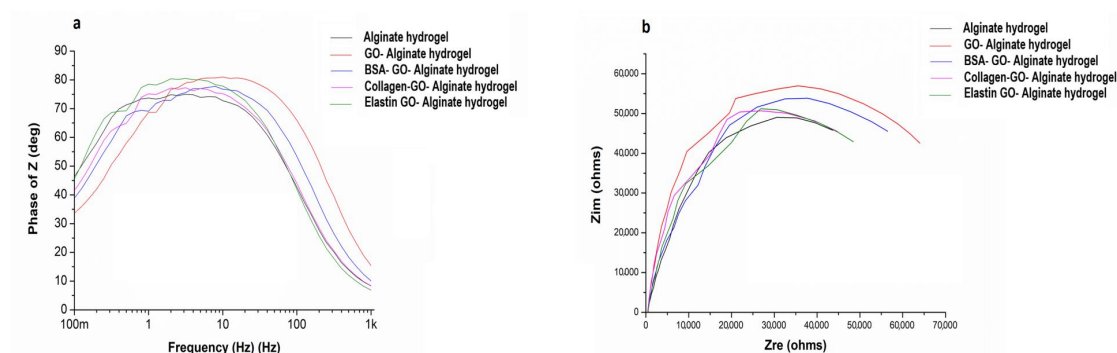 a
Alginate hydrogel
GO- Alginate hydrogel
BSA- GO- Alginate hydrogel
Collagen-GO- Alginate hydrogel
Elastin GO- Alginate hydrogel
Phase of Z (deg)
90
80
70
60
50
40
30
20
10
0
100m
1
10
100
1k
Frequency (Hz) (Hz)
b
Alginate hydrogel
GO- Alginate hydrogel
BSA- GO- Alginate hydrogel
Collagen-GO- Alginate hydrogel
Elastin GO- Alginate hydrogel
Zim (ohms)
60,000
50,000
40,000
30,000
20,000
10,000
0
0
10,000
20,000
30,000
40,000
50,000
60,000
70,000
Zre (ohms)